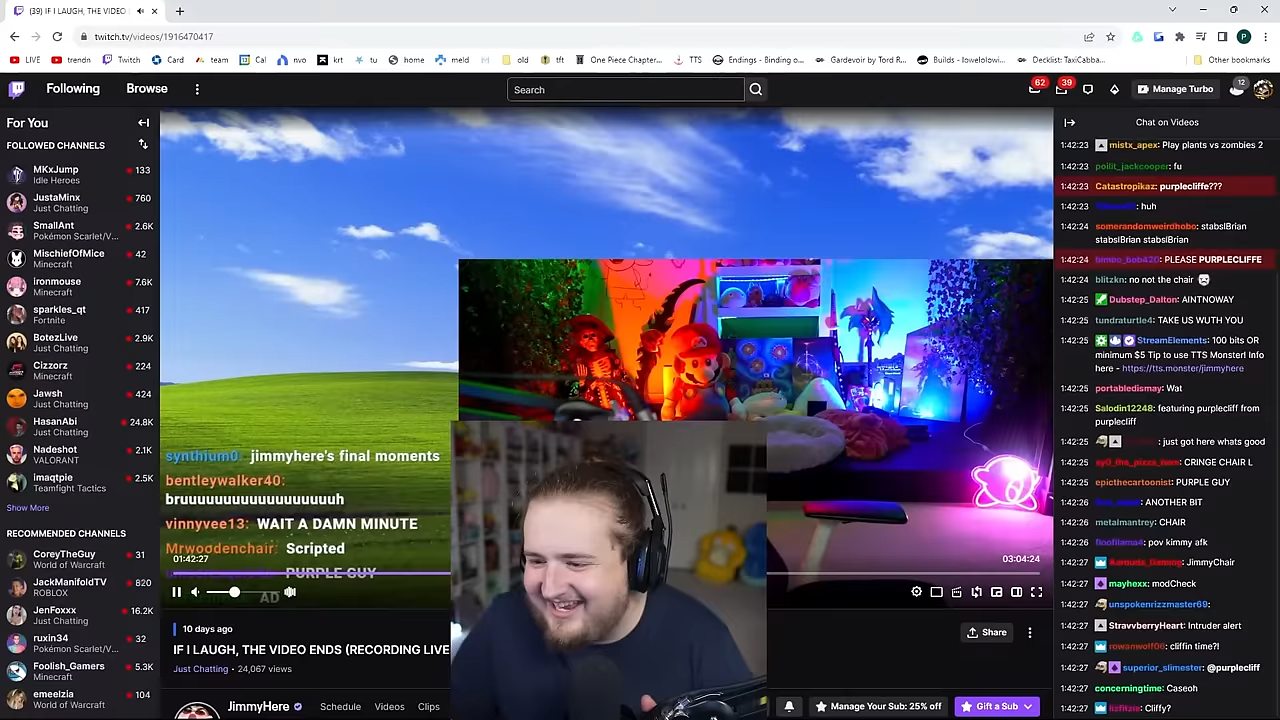 (39) IF I LAUGH, THE VIDEO
twitch.tv/videos/1916470417
LIVE
trendn
Twitch
Card
team
Cal
nvo
krt
tu
home
meld
old
tft
One Piece Chapter...
TTS
Endings - Binding o...
Gardevoir by Tord R...
Builds - lowelolowi...
Decklist: TaxiCabba...
Other bookmarks
Following
Browse
Search
62
39
Manage Turbo
12
For You
FOLLOWED CHANNELS
MKxJump
133
Idle Heroes
JustaMinx
760
Just Chatting
SmallAnt
2.6K
Pokémon Scarlet/V...
MischiefOfMice
42
Minecraft
ironmouse
7.6K
Minecraft
sparkles_qt
417
Fortnite
BotezLive
2.9K
Just Chatting
Cizzorz
224
Minecraft
Jawsh
424
Just Chatting
HasanAbi
24.8K
Just Chatting
Nadeshot
2.1K
VALORANT
imaqtpie
2.5K
Teamfight Tactics
Show More
RECOMMENDED CHANNELS
CoreyTheGuy
31
World of Warcraft
JackManifoldTV
820
ROBLOX
JenFoxxx
16.2K
Just Chatting
ruxin34
32
Pokémon Scarlet/V...
Foolish_Gamers
5.3K
Minecraft
emeelzia
104
World of Warcraft
synthium0 jimmyhere's final moments
bentleywalker40:
bruuuuuuuuuuuuuuuuuh
vinnyvee13: WAIT A DAMN MINUTE
Mrwoodenchair: Scripted
01:42:27
PURPLE GUY
AD
03:04:24
10 days ago
IF I LAUGH, THE VIDEO ENDS (RECORDING LIVE
Just Chatting • 24,067 views
Share
JimmyHere
Schedule
Videos
Clips
Manage Your Sub: 25% off
Gift a Sub
Chat on Videos
1:42:23 mistx_apex: Play plants vs zombies 2
1:42:23 poilit_jackcooper: fu
1:42:23 Catastropikaz: purplecliffe???
1:42:23 : huh
1:42:24 somerandomweirdhobo: stabslBrian
stabslBrian stabslBrian
1:42:24 bimbo_bob420: PLEASE PURPLECLIFFE
1:42:24 blitzkn: no not the chair
1:42:25 Dubstep_Dalton: AINTNOWAY
1:42:25 tundraturtle4: TAKE US WUTH YOU
1:42:25 StreamElements: 100 bits OR
minimum $5 Tip to use TTS Monster! Info
here - https://tts.monster/jimmyhere
1:42:25 portabledismay: Wat
1:42:25 Salodin12248: featuring purplecliff from
purplecliff
1:42:25 : just got here whats good
1:42:25 : CRINGE CHAIR L
1:42:25 epicthecartoonist: PURPLE GUY
1:42:26 : ANOTHER BIT
1:42:26 metalmantrey: CHAIR
1:42:26 floofllama4: pov kimmy afk
1:42:27 : JimmyChair
1:42:27 mayhexx: modCheck
1:42:27 unspokenrizzmaster69:
1:42:27 StravvberryHeart: Intruder alert
1:42:27 rowanwolf06: cliffin time?!
1:42:27 superior_slimester: @purplecliff
1:42:27 concerningtime: Caseoh
1:42:27 lizfitzis: Cliffy?